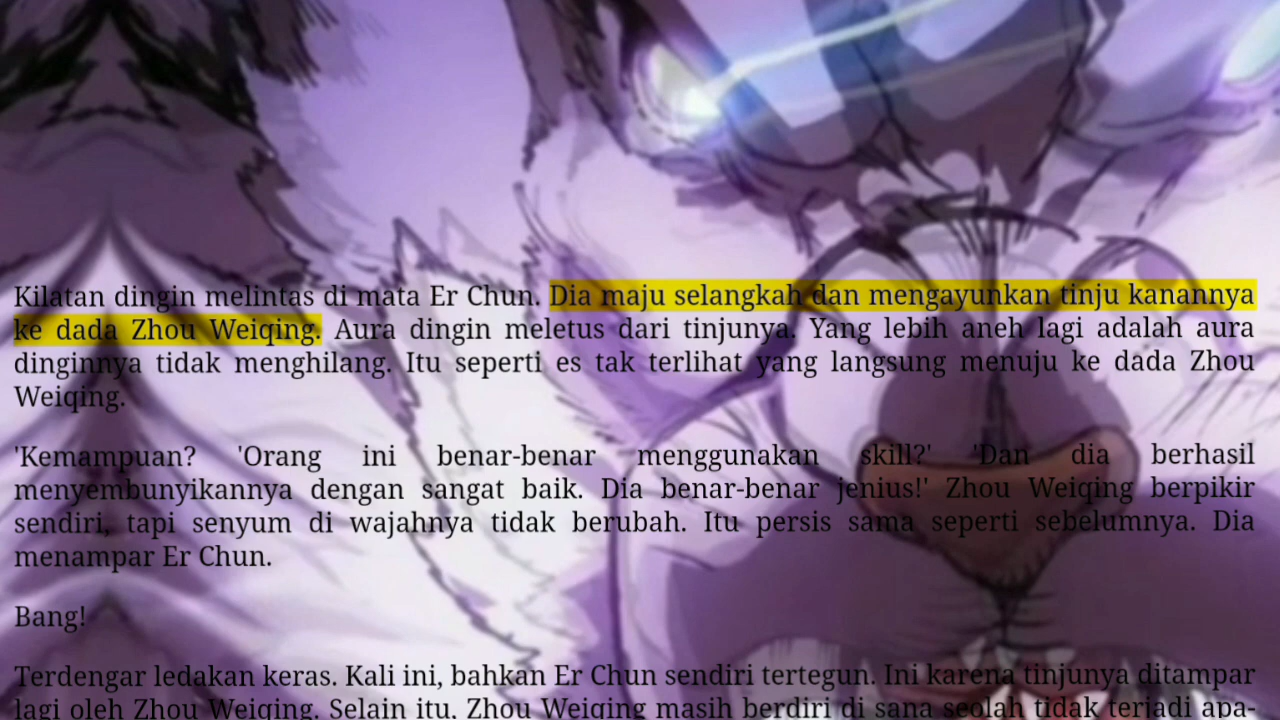 Kilatan dingin melintas di mata Er Chun. Dia maju selangkah dan mengayunkan tinju kanannya
ke dada Zhou Weiqing. Aura dingin meletus dari tinjunya. Yang lebih aneh lagi adalah aura
dinginnya tidak menghilang. Itu seperti es tak terlihat yang langsung menuju ke dada Zhou
Weiqing.
'Kemampuan? 'Orang ini benar-benar menggunakan skill?' 'Dan dia berhasil
menyembunyikannya dengan sangat baik. Dia benar-benar jenius!' Zhou Weiqing berpikir
sendiri, tapi senyum di wajahnya tidak berubah. Itu persis sama seperti sebelumnya. Dia
menampar Er Chun.
Bang!
Terdengar ledakan keras. Kali ini, bahkan Er Chun sendiri tertegun. Ini karena tinjunya ditampar
lagi oleh Zhou Weiqing. Selain itu, Zhou Weiqing masih berdiri di sana seolah tidak terjadi apa-